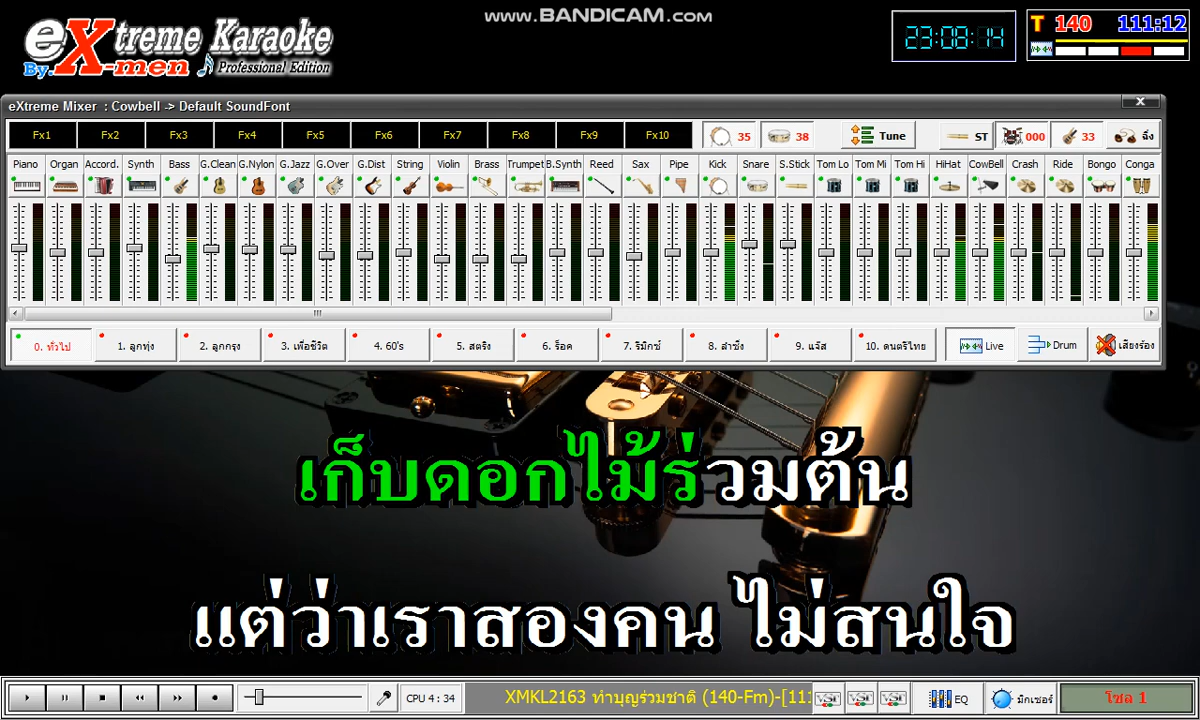 www.BANDICAM.com
eXtreme Karaoke
By. X-men Professional Edition
23:08:14
T 140 111:12
eXtreme Mixer : Cowbell -> Default SoundFont
X
Fx1 Fx2 Fx3 Fx4 Fx5 Fx6 Fx7 Fx8 Fx9 Fx10 35 38 Tune ST 000 33 ฉิ่ง
Piano Organ Accord. Synth Bass G.Clean G.Nylon G.Jazz G.Over G.Dist String Violin Brass Trumpet B.Synth Reed Sax Pipe Kick Snare S.Stick Tom Lo Tom Mi Tom Hi HiHat CowBell Crash Ride Bongo Conga
0. ทั่วไป 1. ลูกทุ่ง 2. ลูกกรุง 3. เพื่อชีวิต 4. 60's 5. สตริง 6. ร็อค 7. รีมิกซ์ 8. ลำซิ่ง 9. แจ๊ส 10. ดนตรีไทย Live Drum เสียงร้อง
เก็บดอกไม้ร่วมต้น
แต่ว่าเราสองคน ไม่สนใจ
CPU 4 : 34 XMKL2163 ทำบุญร่วมชาติ (140-Fm)-[111 VSTi VSTi VSTi EQ มิกเซอร์ โซล 1